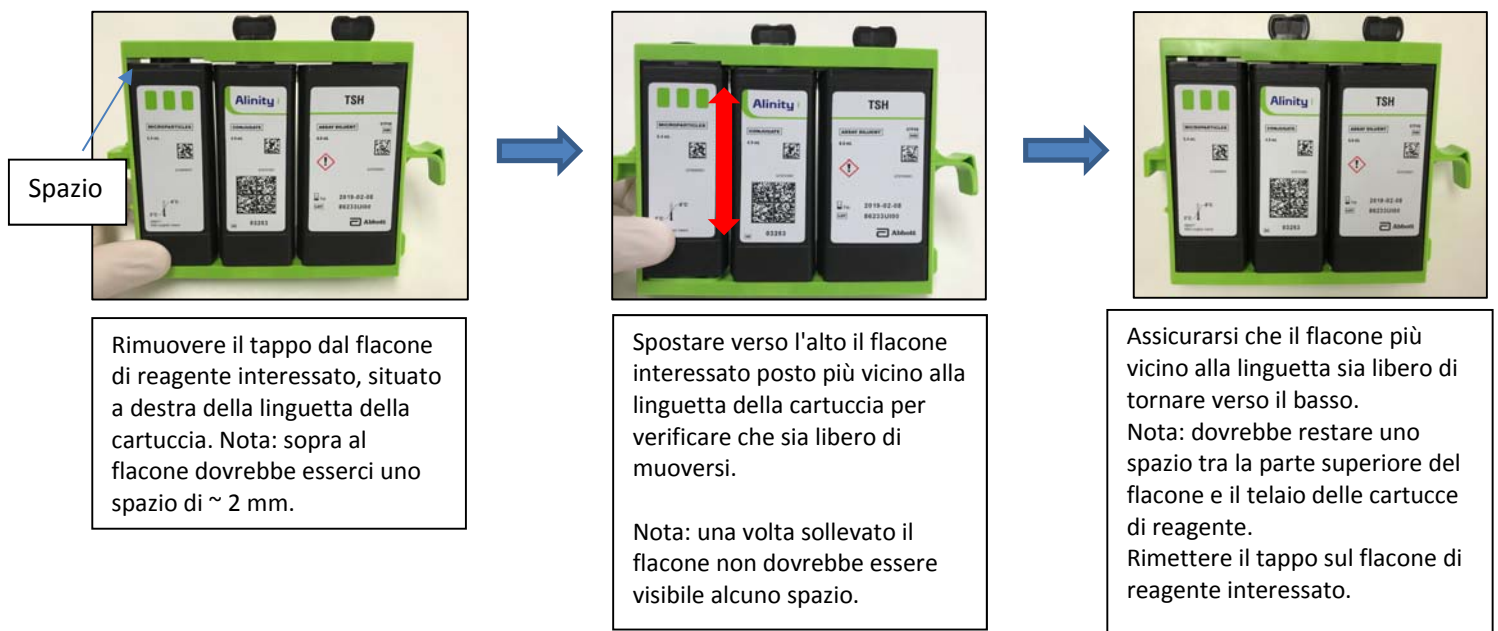 Alinity i
TSH
MICROPARTICLES
CONJUGATE
ASSAY DILUENT
2019-02-08
86233UI00
03203
Abbott
Spazio
Alinity i
TSH
MICROPARTICLES
CONJUGATE
ASSAY DILUENT
2019-02-08
86233UI00
03203
Abbott
Alinity i
TSH
MICROPARTICLES
CONJUGATE
ASSAY DILUENT
2019-02-08
86233UI00
03203
Abbott
Rimuovere il tappo dal flacone
di reagente interessato, situato
a destra della linguetta della
cartuccia. Nota: sopra al
flacone dovrebbe esserci uno
spazio di ~ 2 mm.
Spostare verso l'alto il flacone
interessato posto più vicino alla
linguetta della cartuccia per
verificare che sia libero di
muoversi.
Nota: una volta sollevato il
flacone non dovrebbe essere
visibile alcuno spazio.
Assicurarsi che il flacone più
vicino alla linguetta sia libero di
tornare verso il basso.
Nota: dovrebbe restare uno
spazio tra la parte superiore del
flacone e il telaio delle cartucce
di reagente.
Rimettere il tappo sul flacone di
reagente interessato.